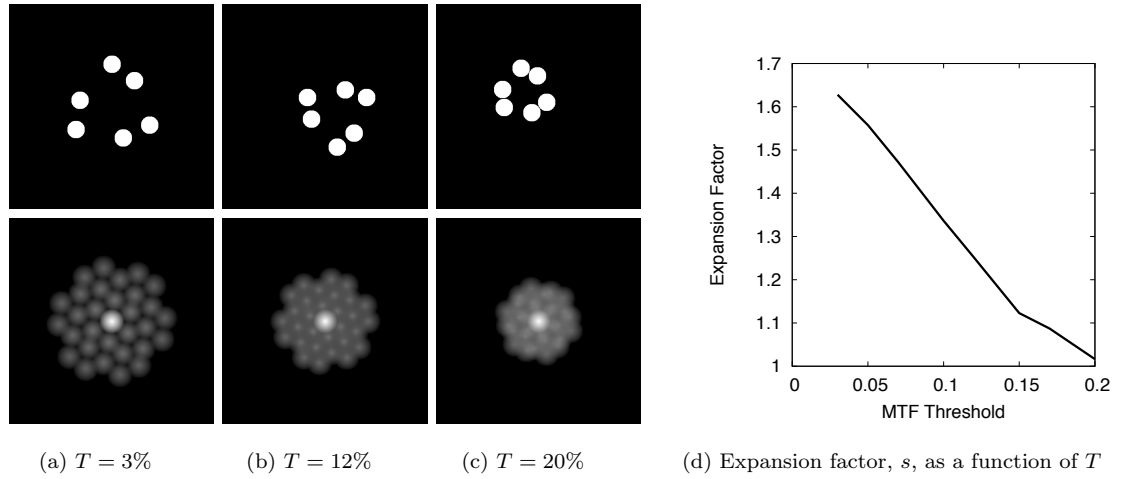 1.7
1.6
1.5
1.4
1.3
1.2
1.1
1
Expansion Factor
0 0.05 0.1 0.15 0.2
MTF Threshold
(a) T = 3%
(b) T = 12%
(c) T = 20%
(d) Expansion factor, s, as a function of T